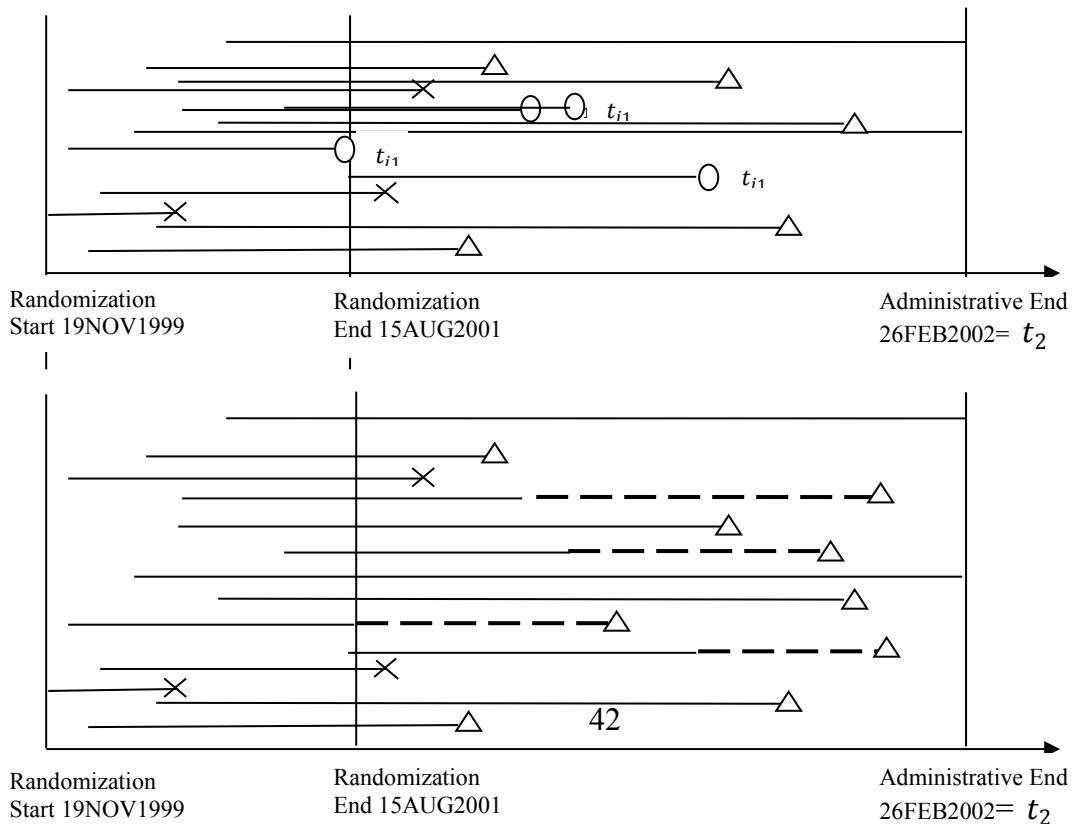 t_{i1}
t_{i1}
t_{i1}
Randomization
Start 19NOV1999
Randomization
End 15AUG2001
Administrative End
26FEB2002= t_2
42
Randomization
Start 19NOV1999
Randomization
End 15AUG2001
Administrative End
26FEB2002= t_2